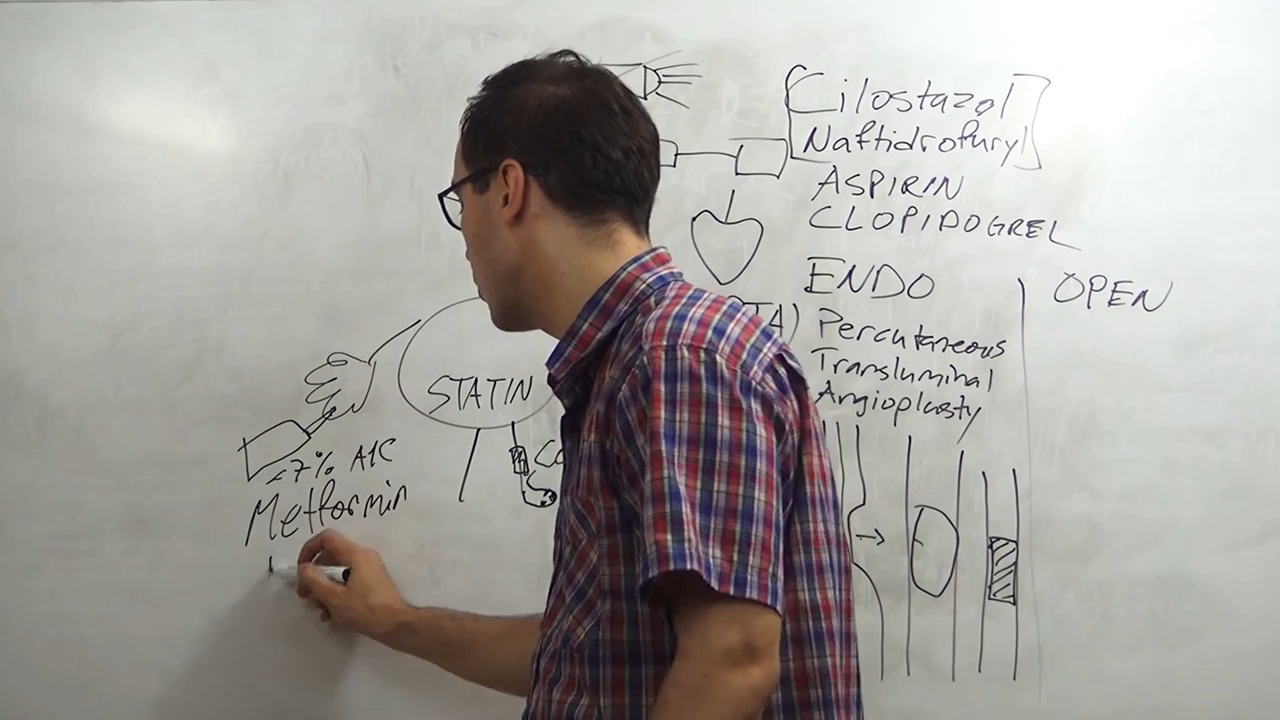 Cilostazol
Naftidrofuryl
ASPIRIN
CLOPIDOGREL
ENDO
OPEN
Percutaneous
Transluminal
Angioplasty
STATIN
<7% A1C
Metformin